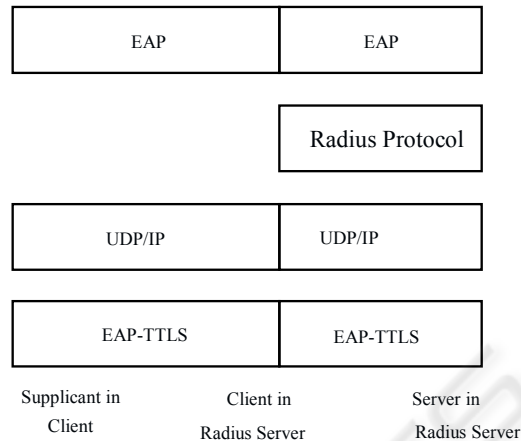 EAP EAP
Radius Protocol
UDP/IP UDP/IP
EAP-TTLS EAP-TTLS
Supplicant in Client in Server in
Client Radius Server Radius Server